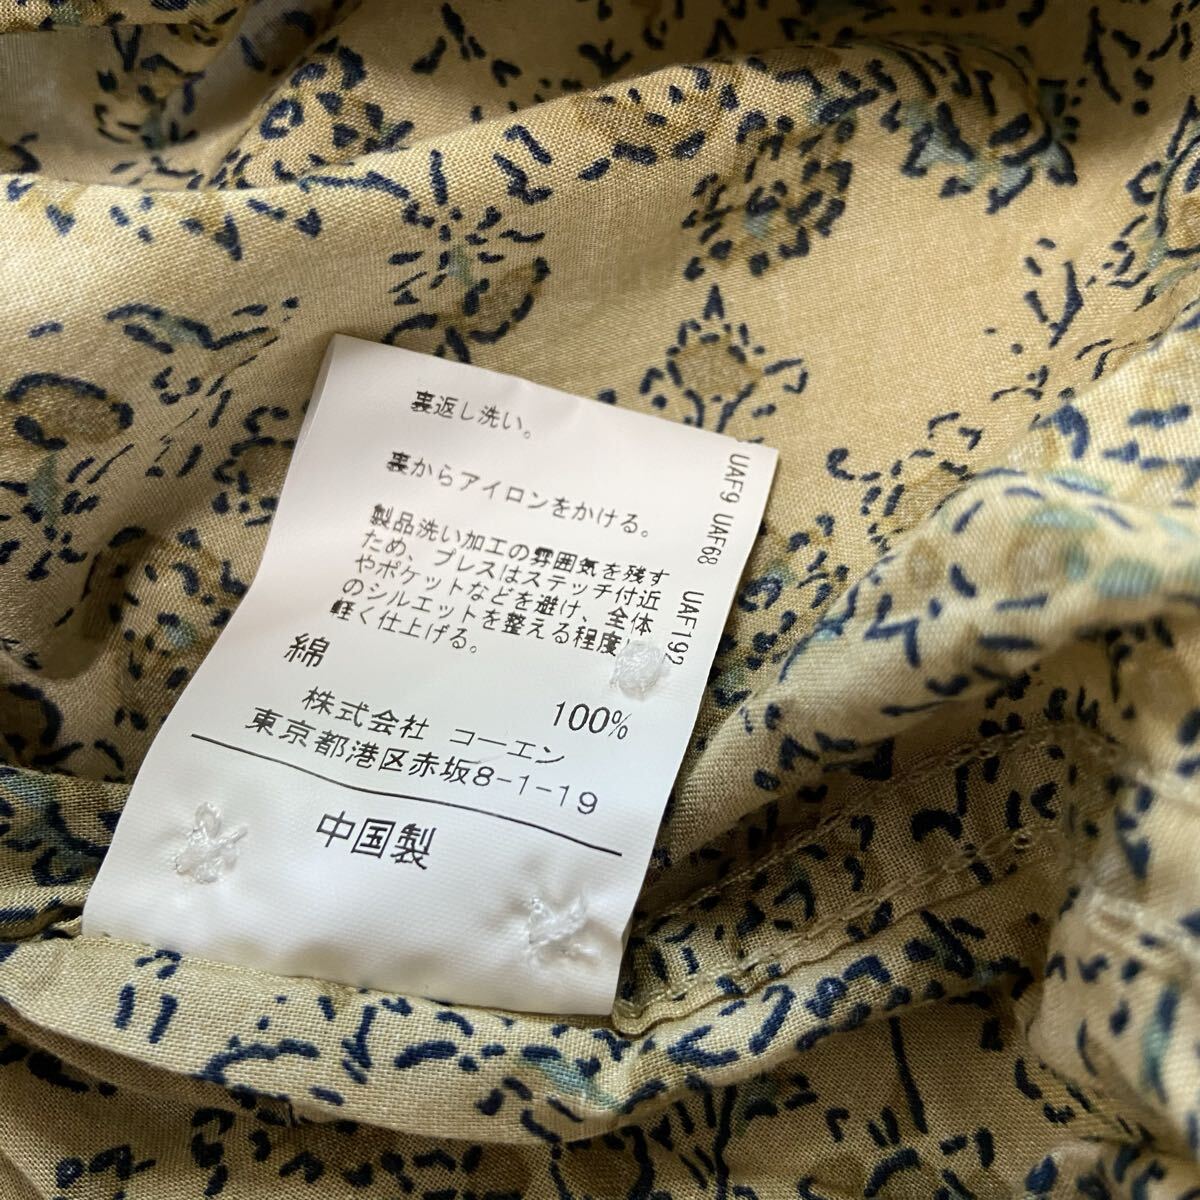 裏返し洗い。
裏からアイロンをかける。
製品洗い加工の雰囲気を残す
ため、プレスはステッチ付近
やポケットなどを避け、全体
のシルエットを整える程度
軽く仕上げる。
綿
100%
株式会社 コーエン
東京都港区赤坂8-1-19
中国製
UAF9 UAF68 UAF192